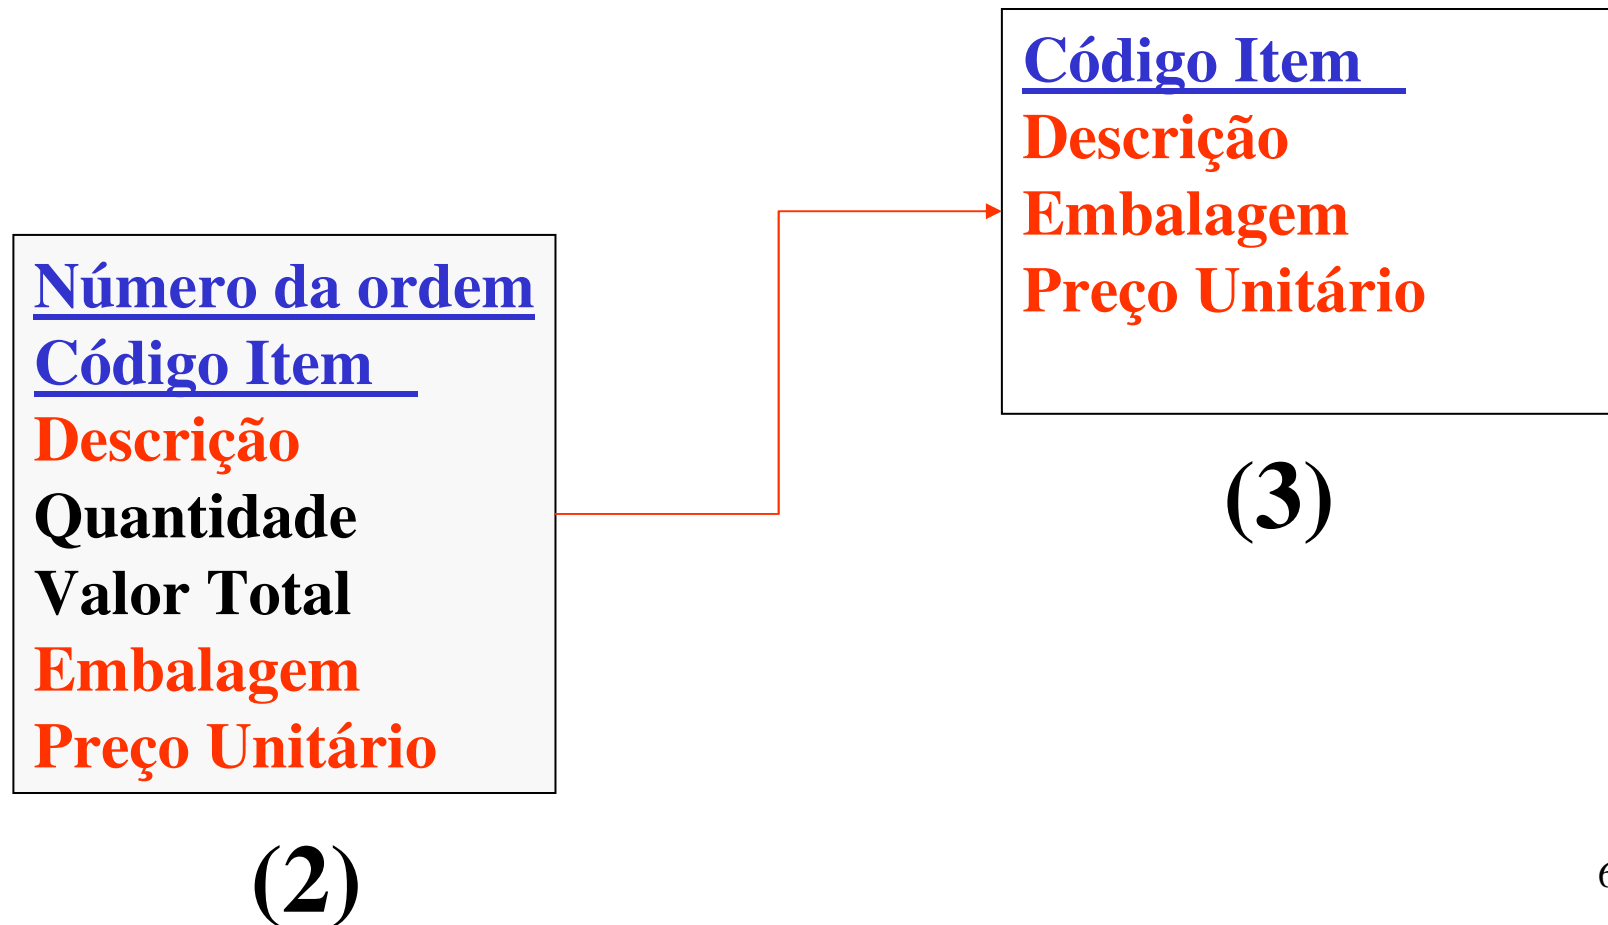 Código Item
Descrição
Embalagem
Preço Unitário
(3)
Número da ordem
Código Item
Descrição
Quantidade
Valor Total
Embalagem
Preço Unitário
(2)